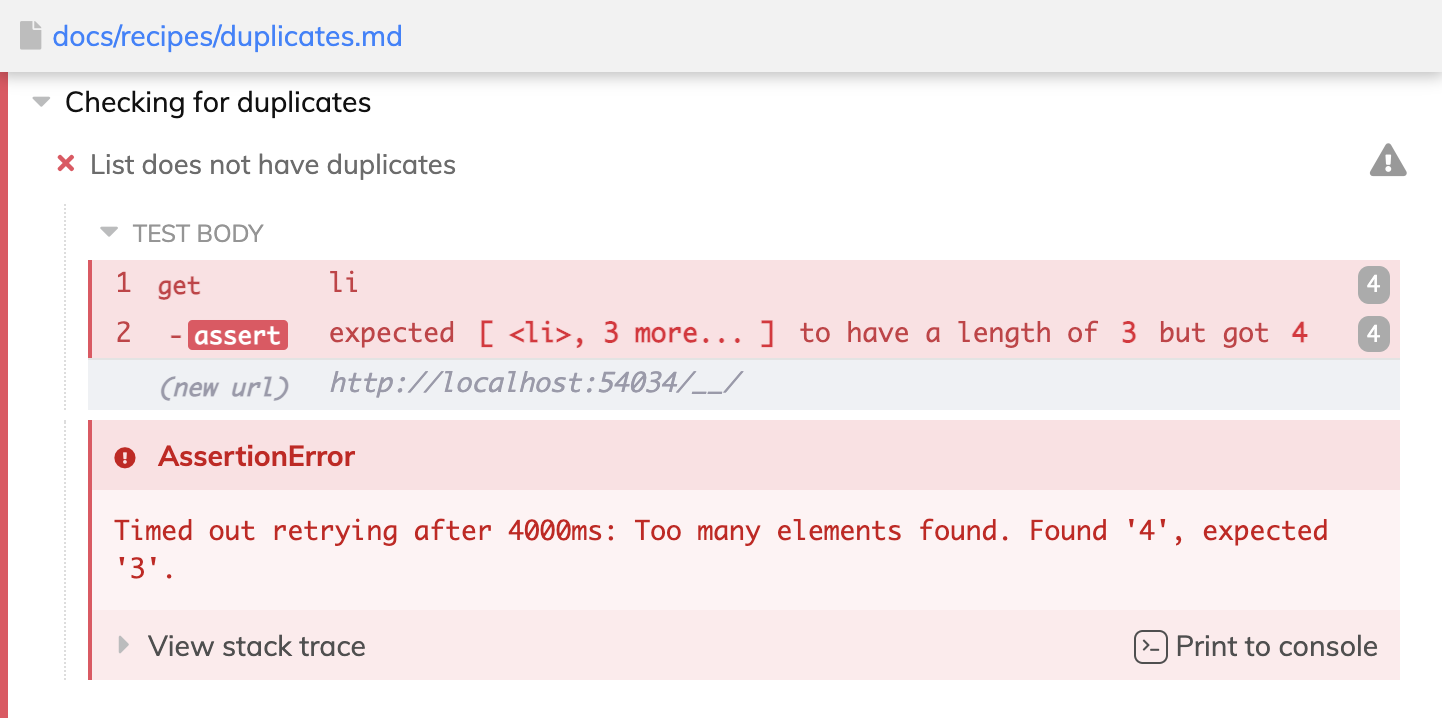 docs/recipes/duplicates.md
Checking for duplicates
List does not have duplicates
TEST BODY
1 get li 4
2 -assert expected [ <li>, 3 more... ] to have a length of 3 but got 4 4
(new url) http://localhost:54034/__/
AssertionError
Timed out retrying after 4000ms: Too many elements found. Found '4', expected
'3'.
View stack trace Print to console